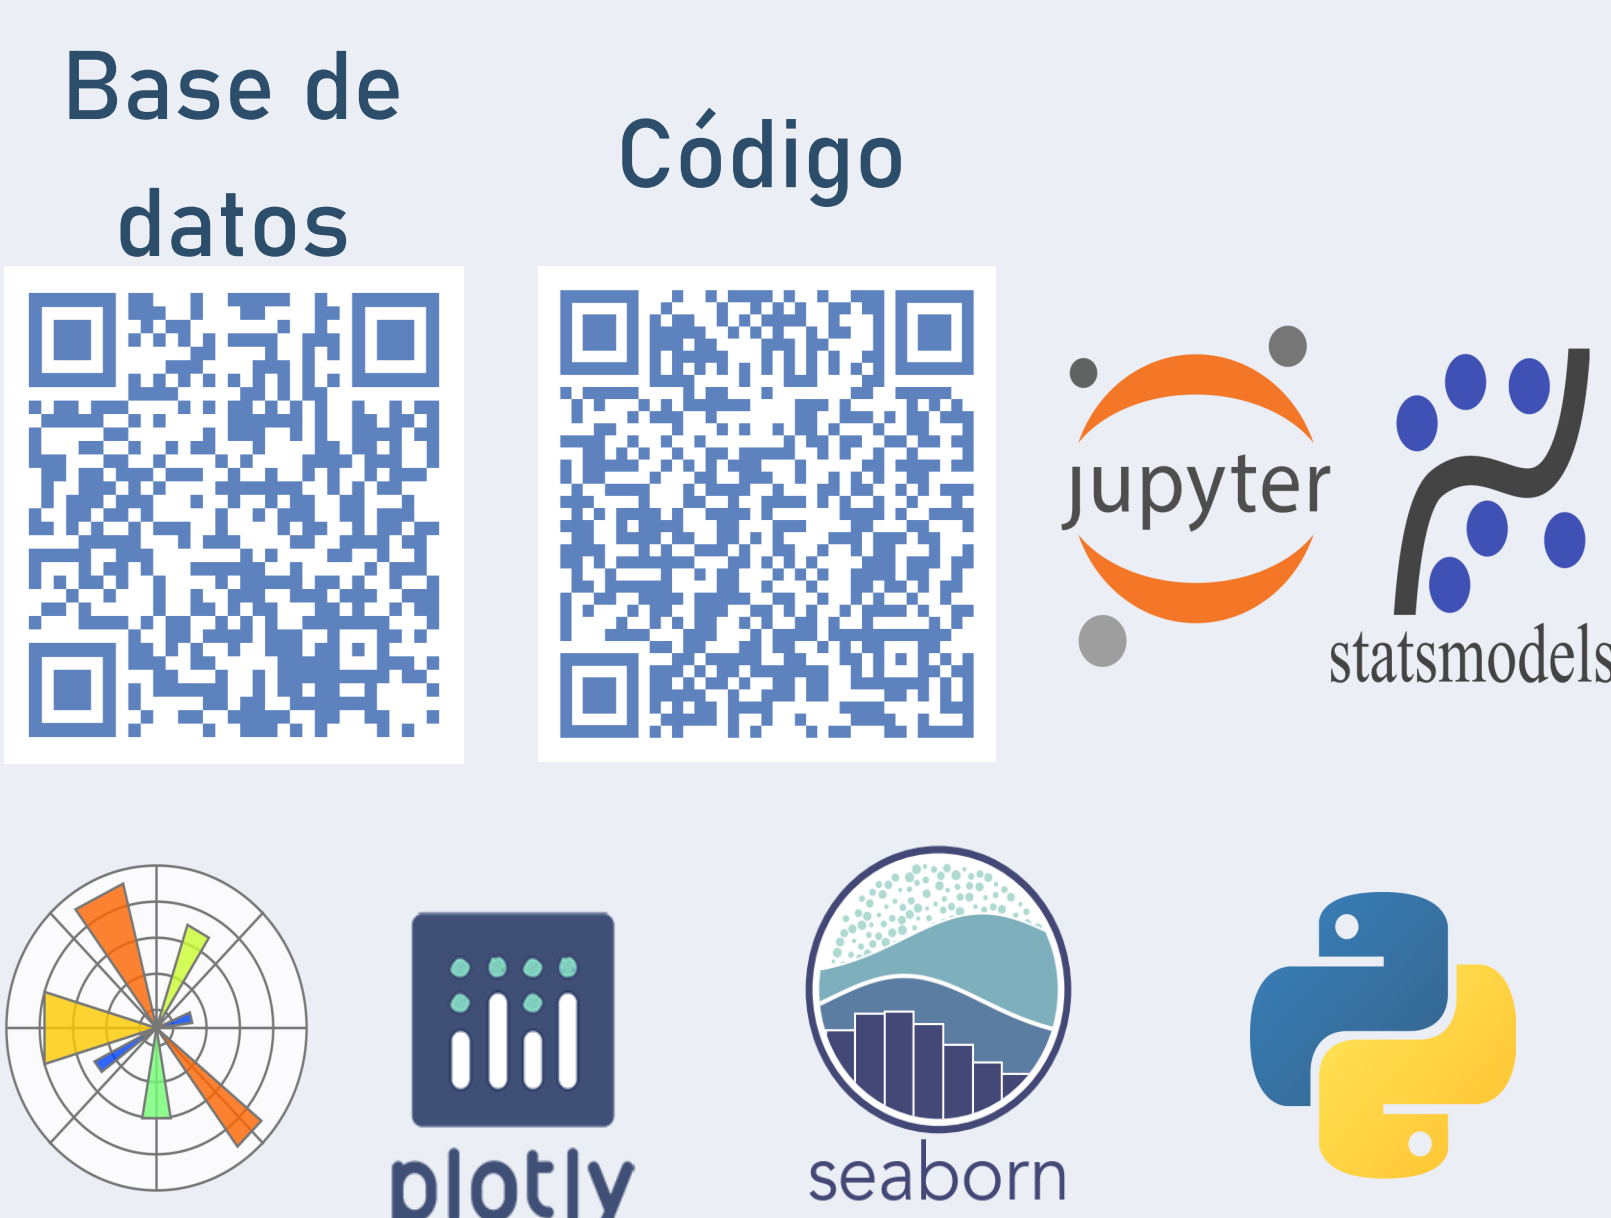 Base de
datos
Código
jupyter
statsmodels
plotly
seaborn